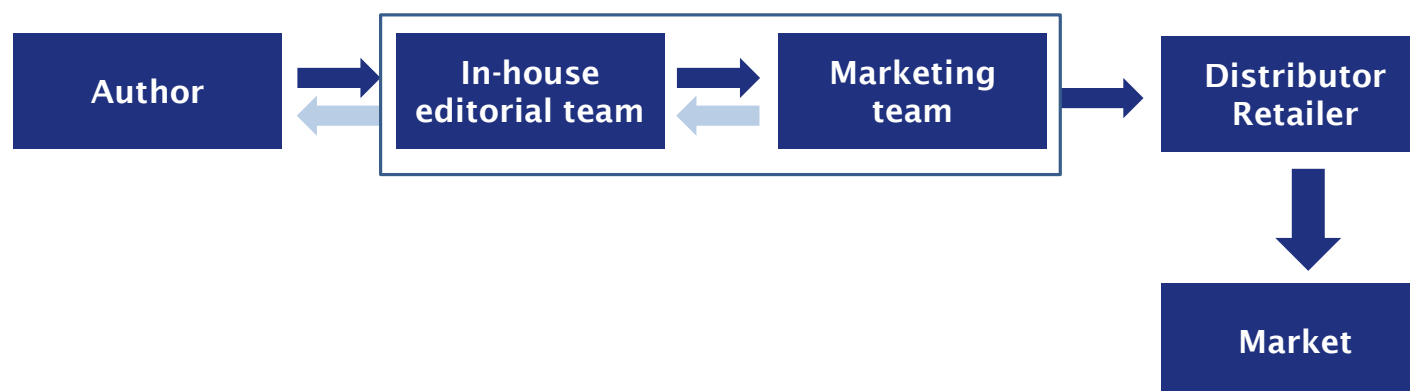 Author
In-house
editorial team
Marketing
team
Distributor
Retailer
Market